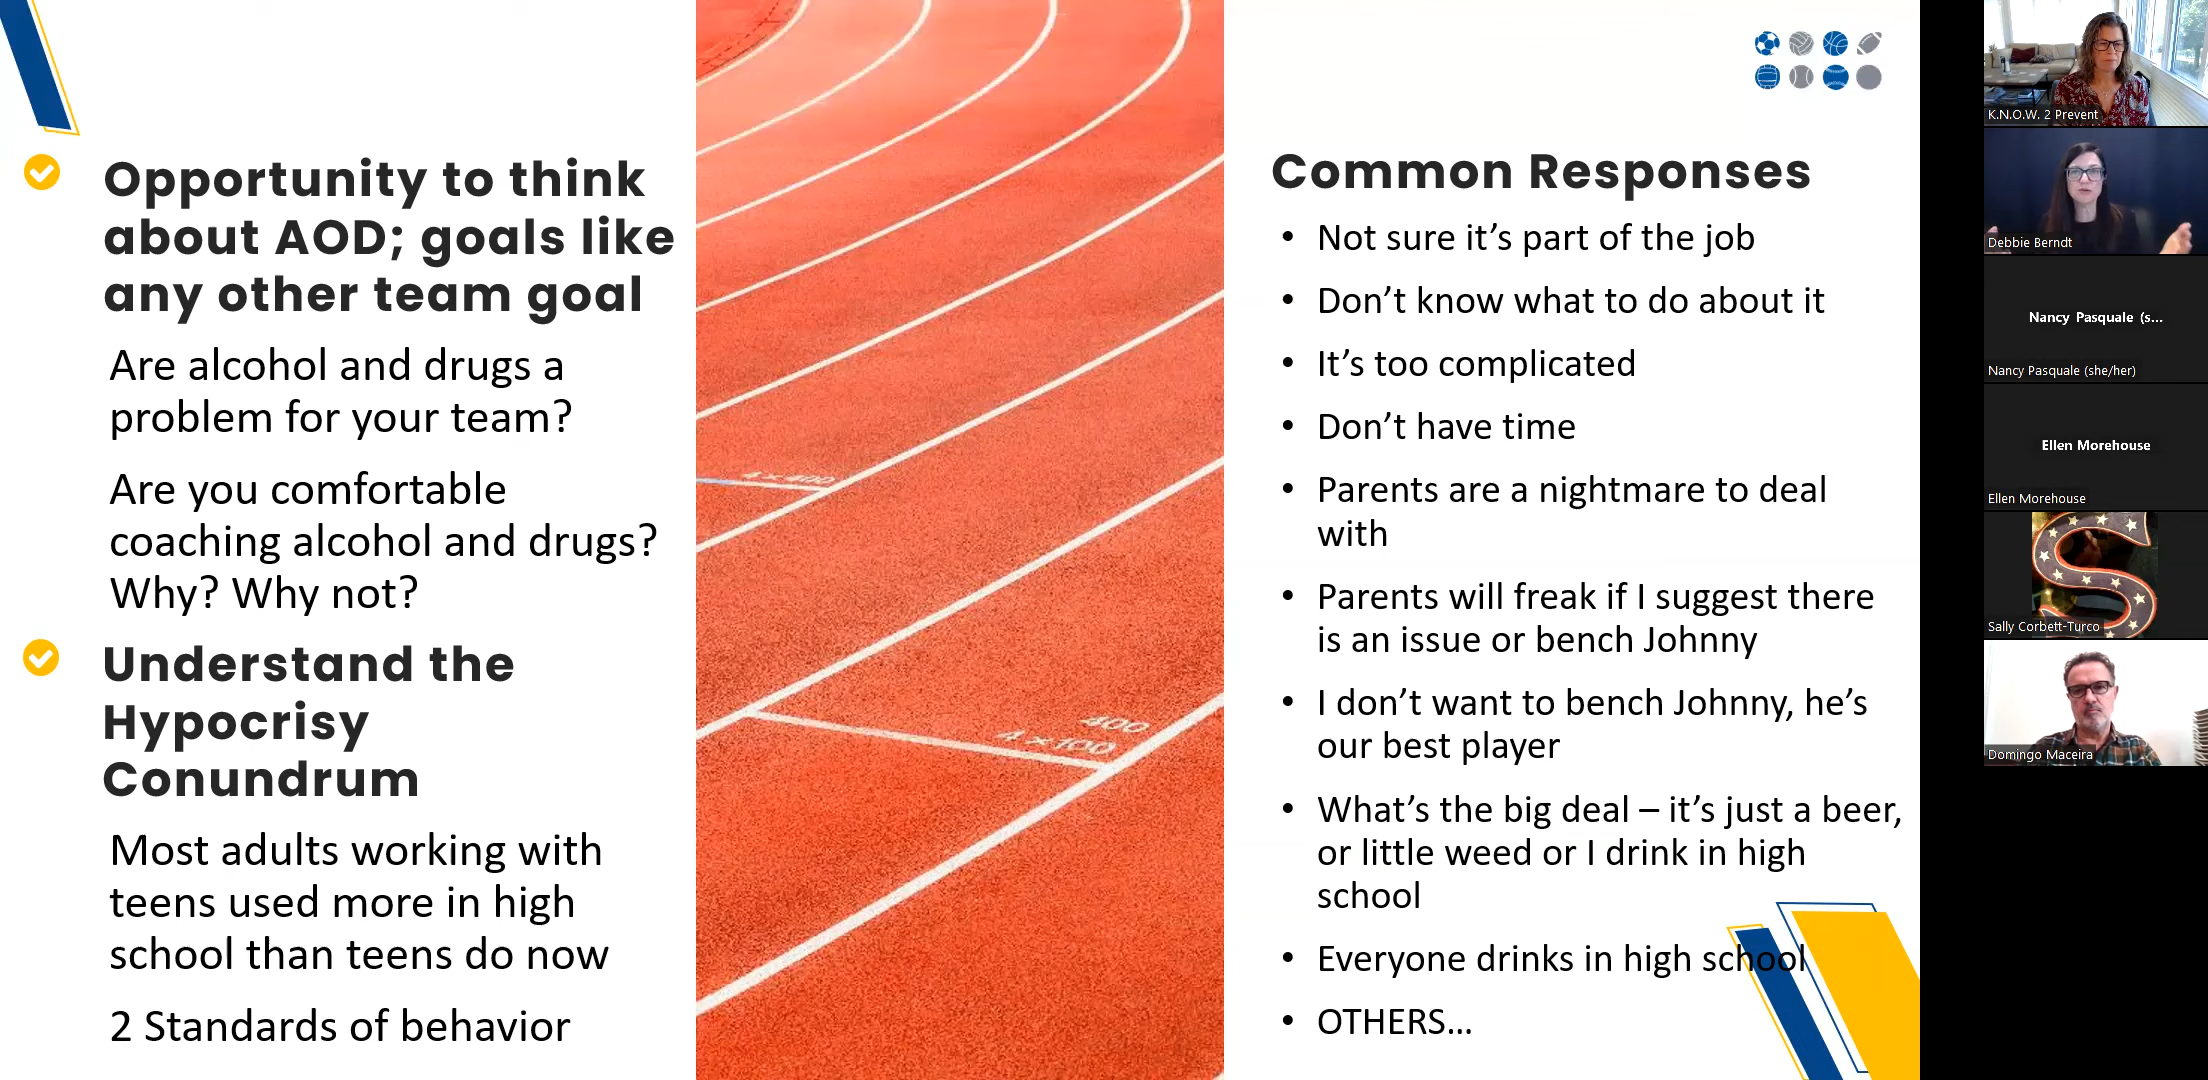 Opportunity to think
about AOD; goals like
any other team goal
Are alcohol and drugs a
problem for your team?
Are you comfortable
coaching alcohol and drugs?
Why? Why not?
Understand the
Hypocrisy
Conundrum
Most adults working with
teens used more in high
school than teens do now
2 Standards of behavior
4×400
400
4×100
Common Responses
• Not sure it’s part of the job
• Don’t know what to do about it
• It’s too complicated
• Don’t have time
• Parents are a nightmare to deal
with
• Parents will freak if I suggest there
is an issue or bench Johnny
• I don’t want to bench Johnny, he’s
our best player
• What’s the big deal – it’s just a beer,
or little weed or I drink in high
school
• Everyone drinks in high school
• OTHERS...
K.N.O.W. 2 Prevent
Debbie Berndt
Nancy Pasquale (s...
Nancy Pasquale (she/her)
Ellen Morehouse
Ellen Morehouse
S
Sally Corbett-Turco
Domingo Maceira